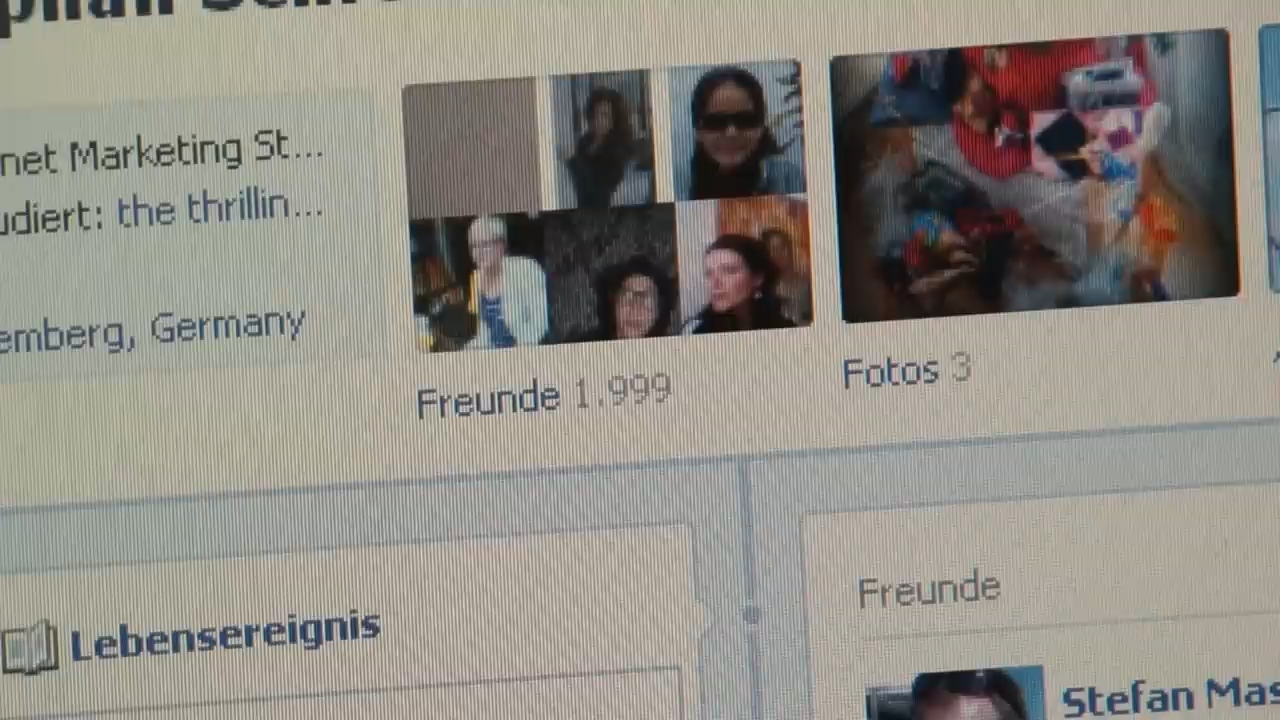 net Marketing St...
udiert: the thrillin...
emberg, Germany
Freunde 1.999
Fotos 3
Lebensereignis
Freunde
Stefan Mas